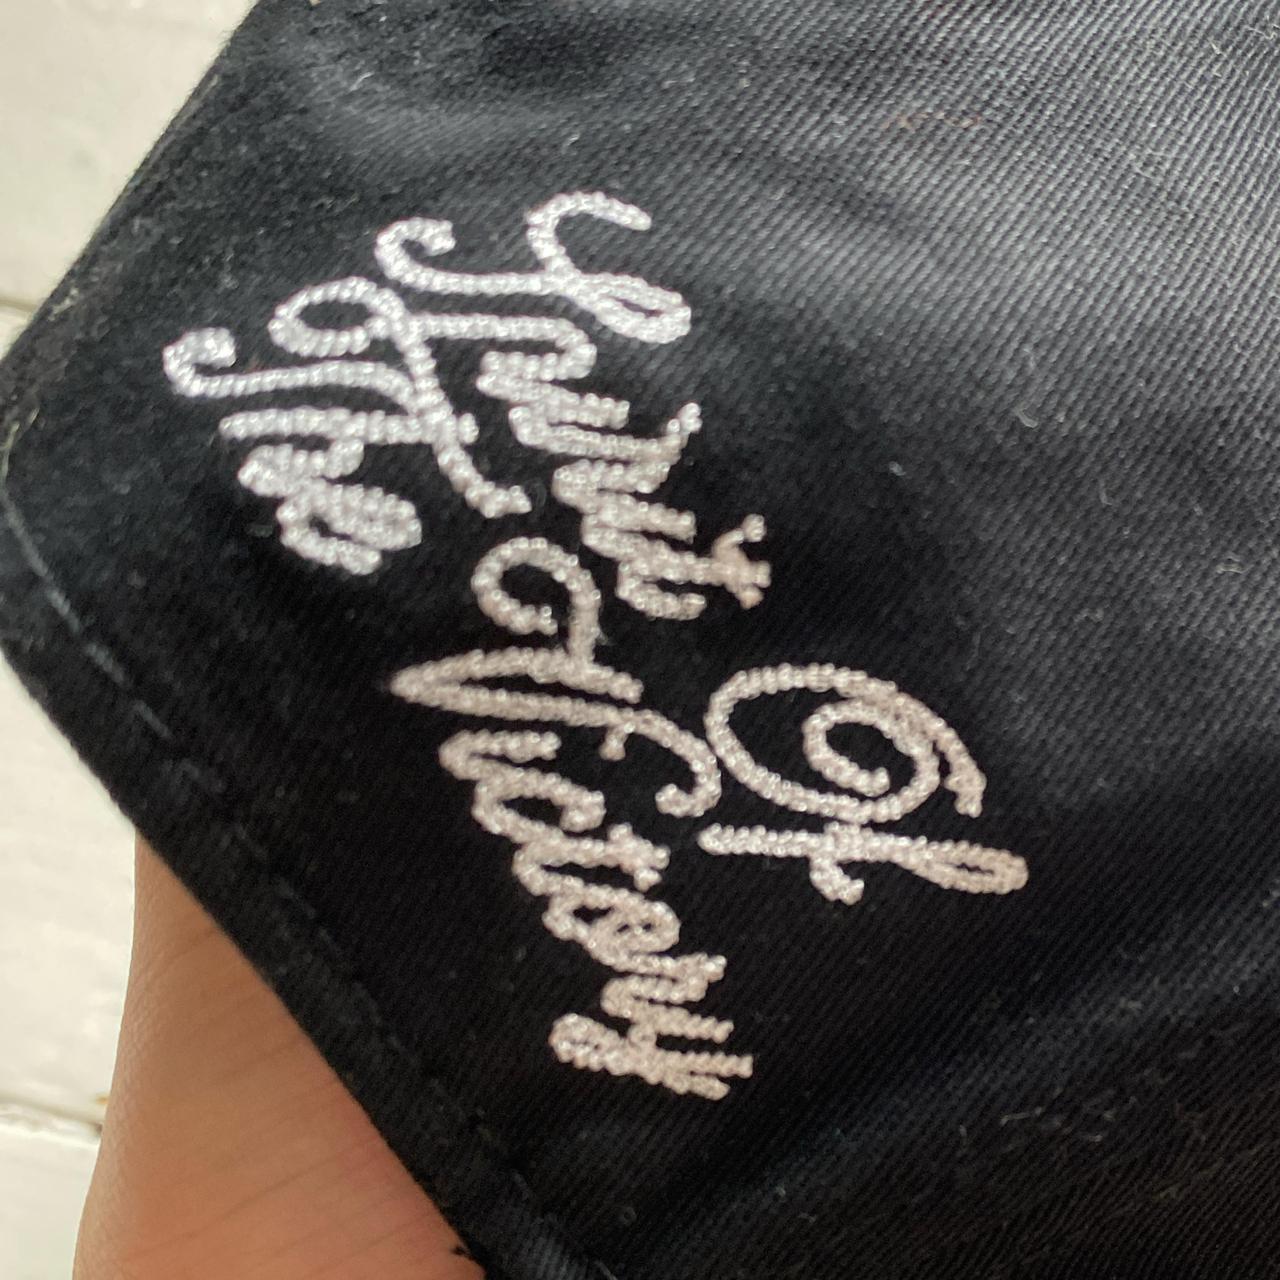 Spirit Of
The Victory